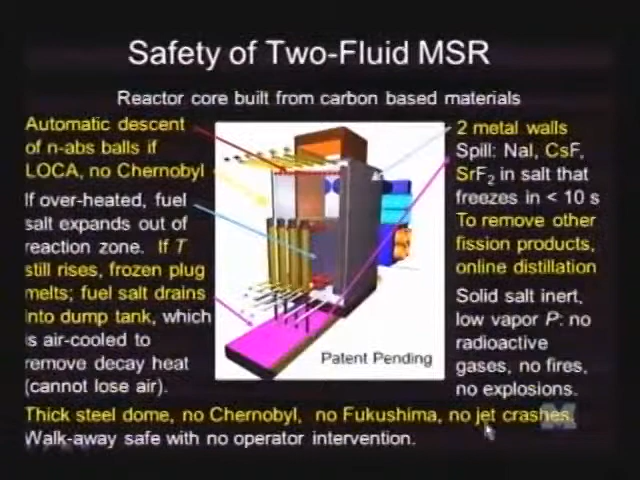 Safety of Two-Fluid MSR
Reactor core built from carbon based materials
Automatic descent
of n-abs balls if
LOCA, no Chernobyl
If over-heated, fuel
salt expands out of
reaction zone. If T
still rises, frozen plug
melts; fuel salt drains
into dump tank, which
is air-cooled to
remove decay heat
(cannot lose air).
Patent Pending
2 metal walls
Spill: NaI, CsF,
SrF₂ in salt that
freezes in < 10 s
To remove other
fission products,
online distillation
Solid salt inert,
low vapor P: no
radioactive
gases, no fires,
no explosions.
Thick steel dome, no Chernobyl, no Fukushima, no jet crashes.
Walk-away safe with no operator intervention.